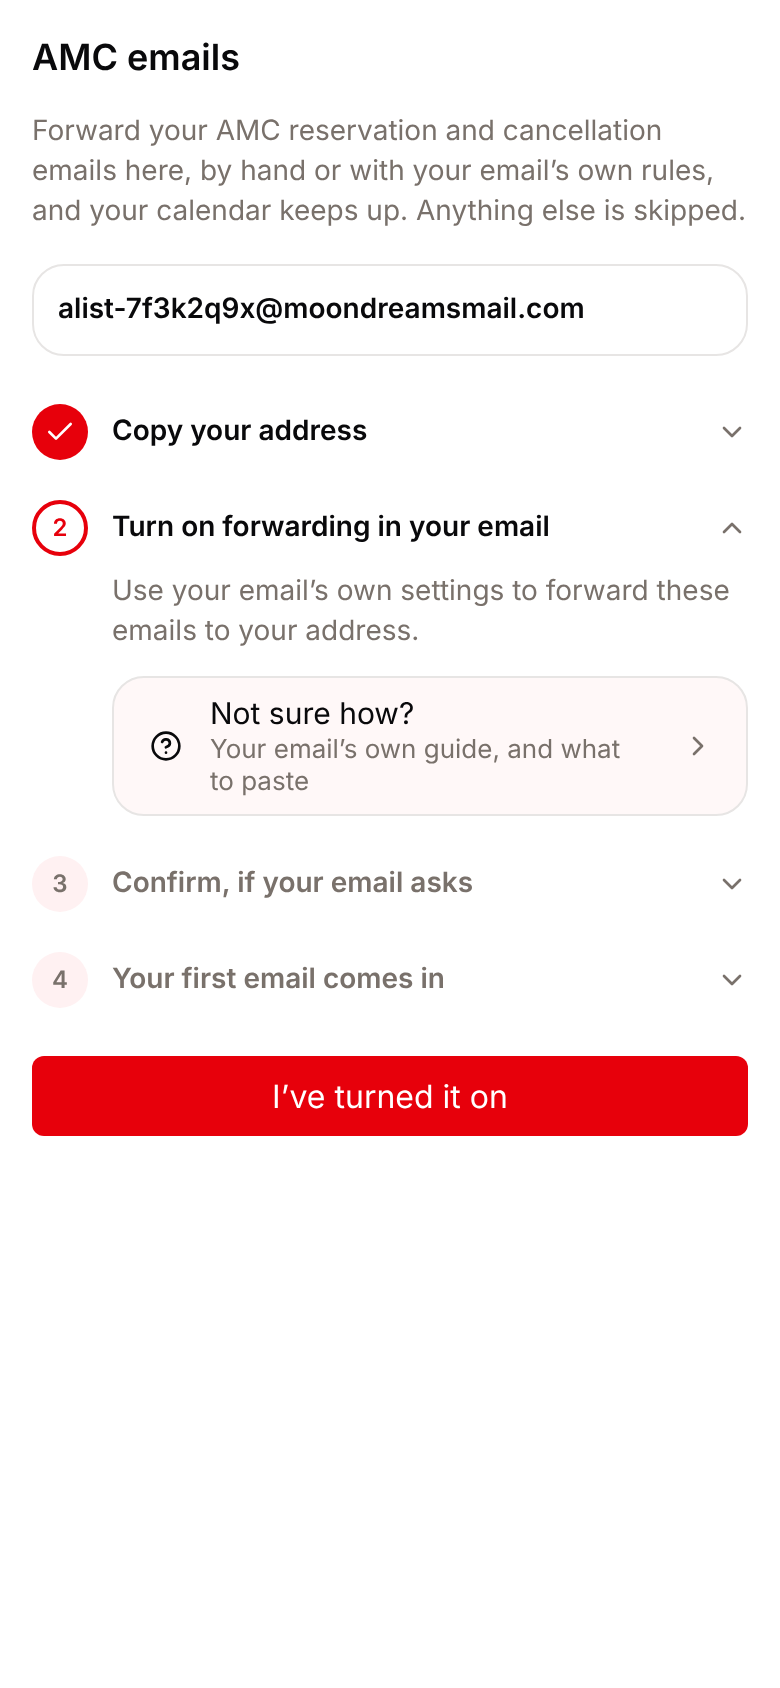 AMC emails
Forward your AMC reservation and cancellation
emails here, by hand or with your email’s own rules,
and your calendar keeps up. Anything else is skipped.
alist-7f3k2q9x@moondreamsmail.com
Copy your address
2
Turn on forwarding in your email
Use your email’s own settings to forward these
emails to your address.
Not sure how?
Your email’s own guide, and what
to paste
3
Confirm, if your email asks
4
Your first email comes in
I’ve turned it on